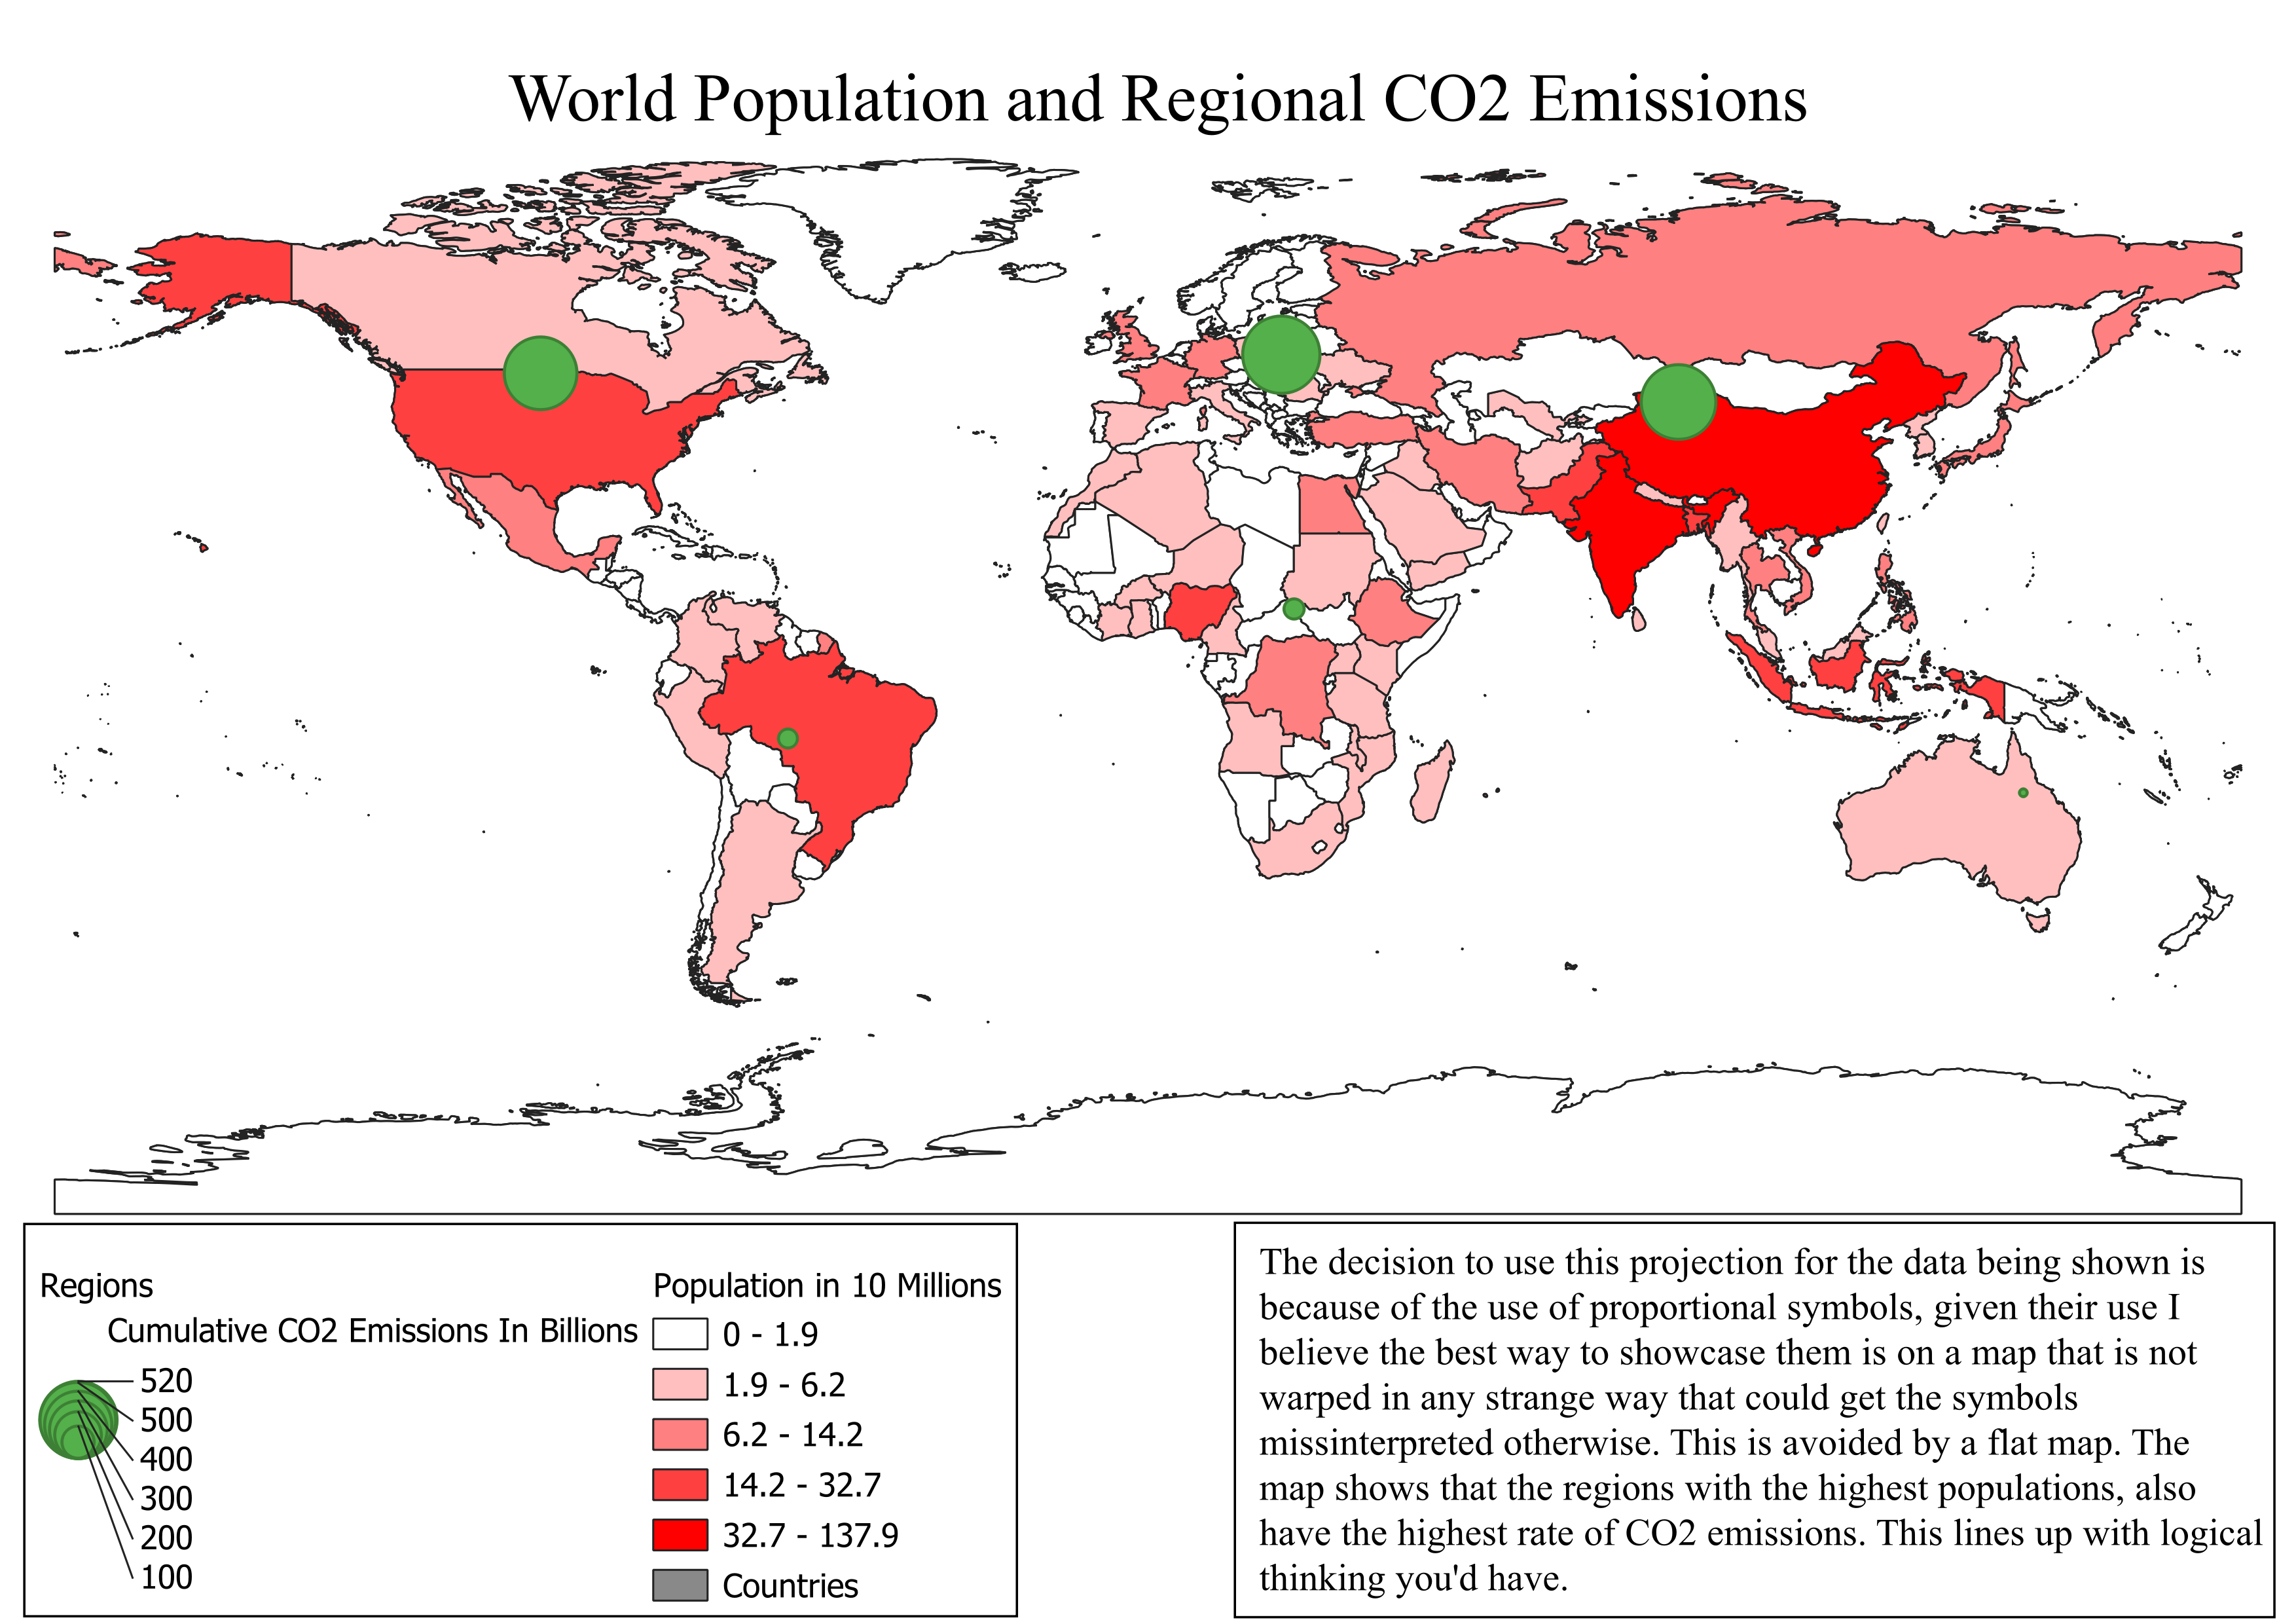 World Population and Regional CO2 Emissions
Regions
Cumulative CO2 Emissions In Billions
520
500
400
300
200
100
Population in 10 Millions
0 - 1.9
1.9 - 6.2
6.2 - 14.2
14.2 - 32.7
32.7 - 137.9
Countries
The decision to use this projection for the data being shown is
because of the use of proportional symbols, given their use I
believe the best way to showcase them is on a map that is not
warped in any strange way that could get the symbols
missinterpreted otherwise. This is avoided by a flat map. The
map shows that the regions with the highest populations, also
have the highest rate of CO2 emissions. This lines up with logical
thinking you'd have.